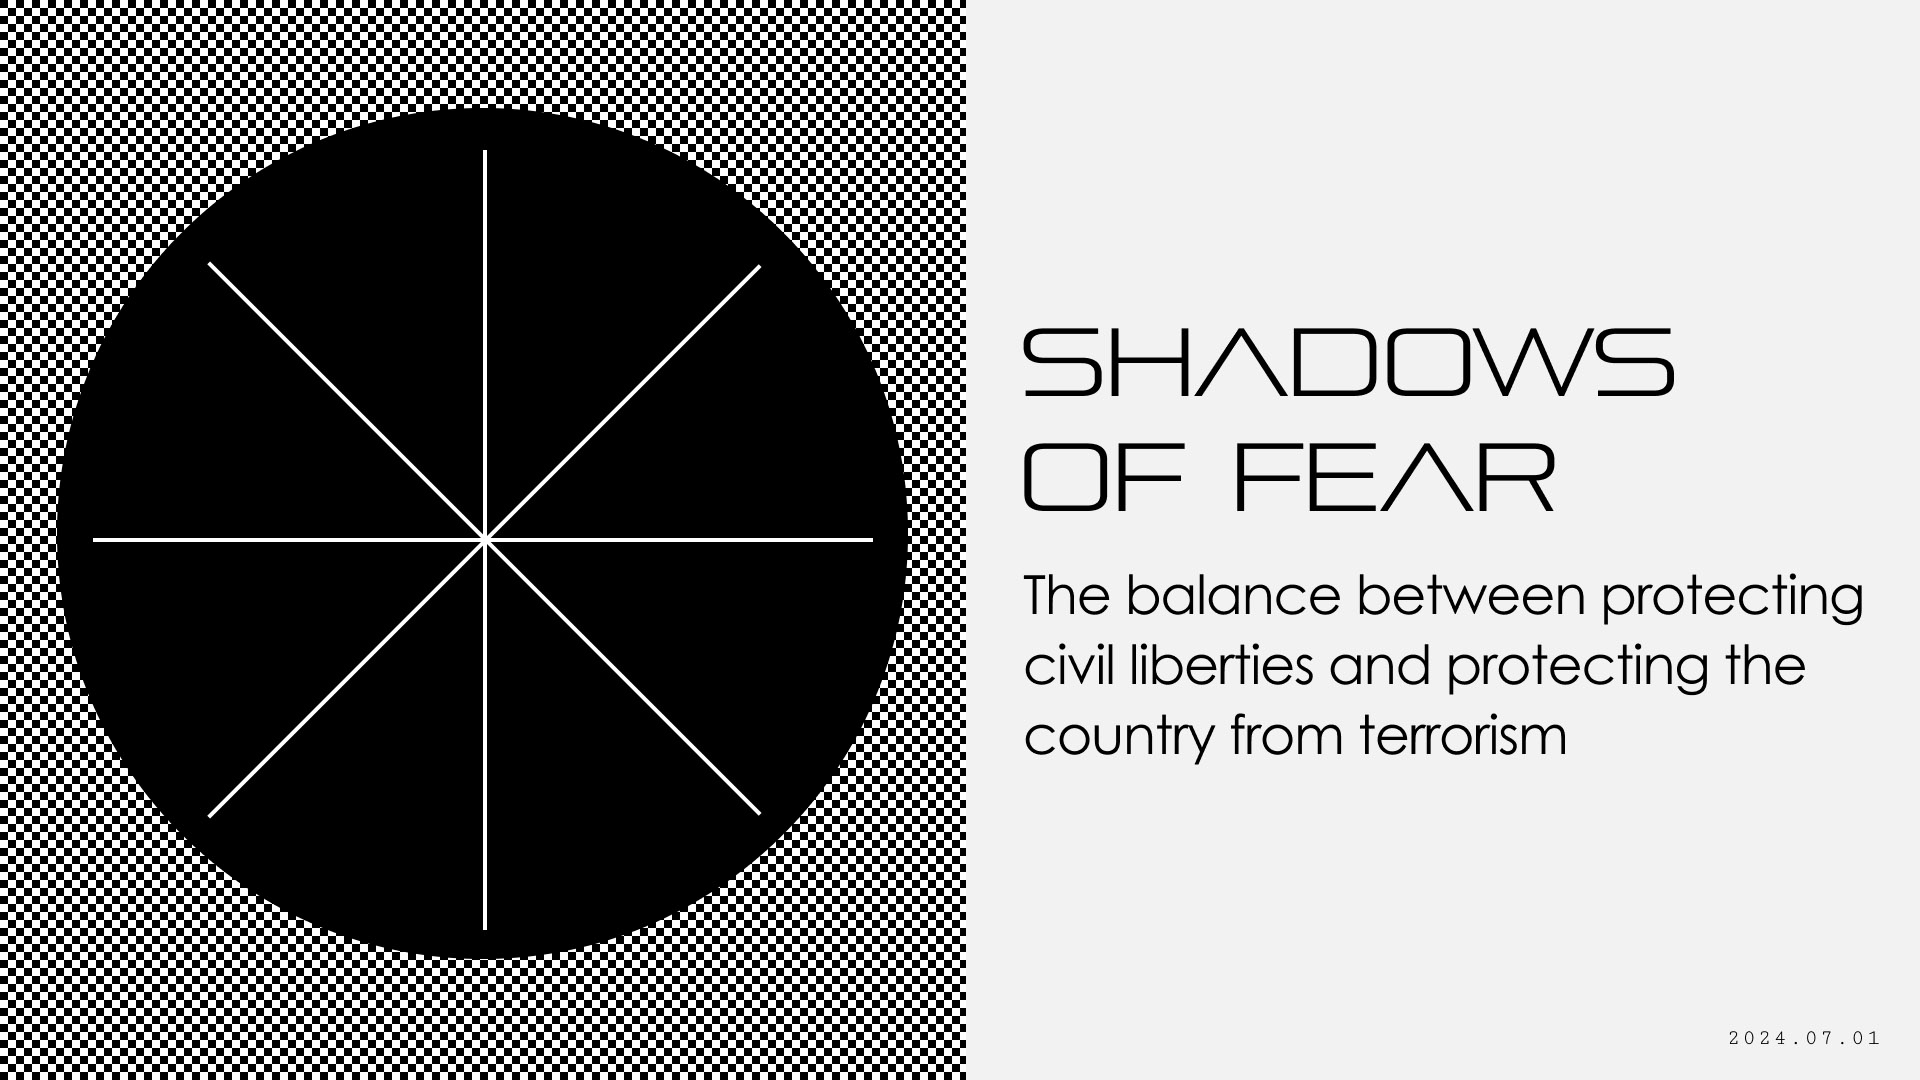 SHADOWS
OF FEAR
The balance between protecting
civil liberties and protecting the
country from terrorism
2024.07.01